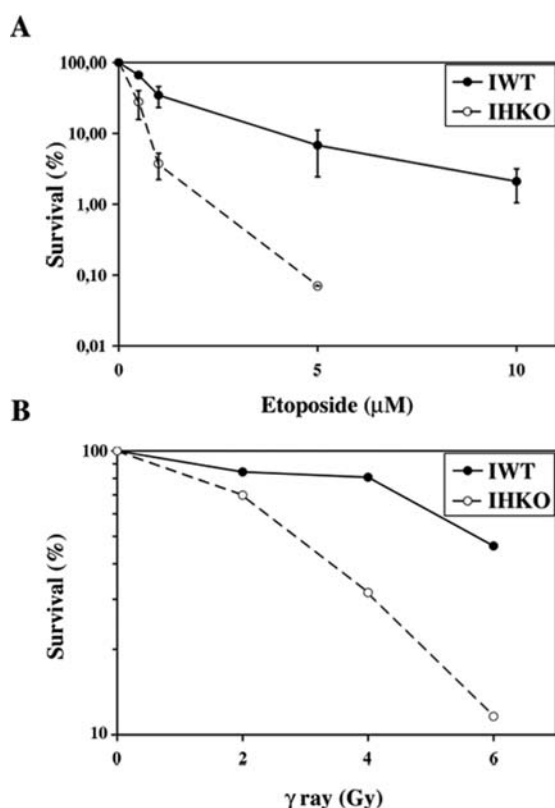 A
100,00
10,00
1,00
0,10
0,01
Survival (%)
IWT
IHKO
0
5
10
Etoposide (µM)
B
100
10
Survival (%)
IWT
IHKO
0
2
4
6
γ ray (Gy)